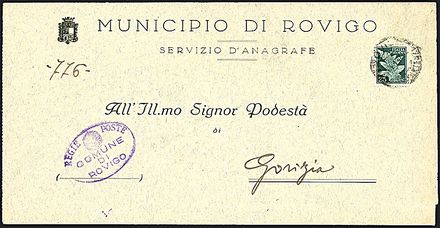 MUNICIPIO DI ROVIGO
SERVIZIO D'ANAGRAFE
-776-
All'Ill.mo Signor Podestà
di
Gorizia
REGIE POSTE
COMUNE
DI
ROVIGO